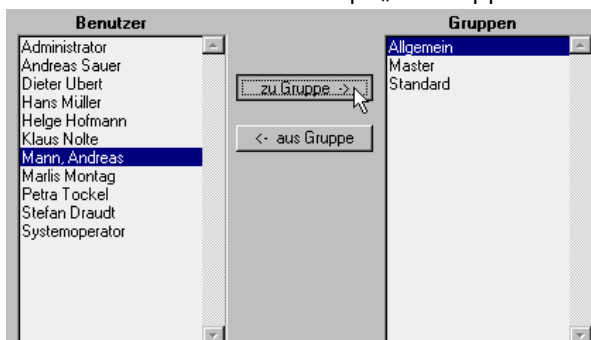 Benutzer
Administrator
Andreas Sauer
Dieter Ubert
Hans Müller
Helge Hofmann
Klaus Nolte
Mann, Andreas
Marlis Montag
Petra Tockel
Stefan Draudt
Systemoperator
zu Gruppe ->
<- aus Gruppe
Gruppen
Allgemein
Master
Standard